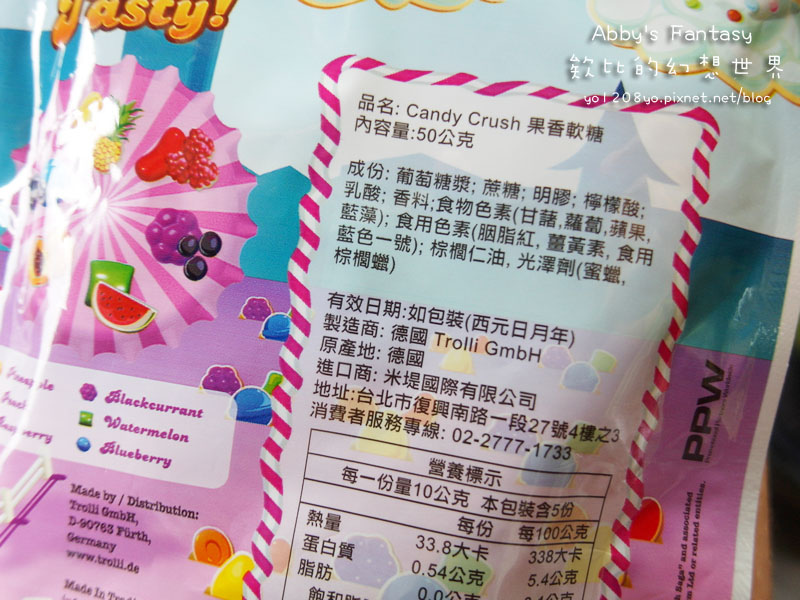 Tasty!
Abby's Fantasy
欸比的幻想世界
yo1208yo.pixnet.net/blog
品名: Candy Crush 果香軟糖
內容量:50公克
成份: 葡萄糖漿; 蔗糖; 明膠; 檸檬酸;
乳酸; 香料;食物色素(甘藷,蘿蔔,蘋果,
藍藻); 食用色素(胭脂紅, 薑黃素, 食用
藍色一號); 棕櫚仁油, 光澤劑(蜜蠟,
棕櫚蠟)
有效日期:如包裝(西元日月年)
製造商: 德國 Trolli GmbH
原產地: 德國
進口商: 米堤國際有限公司
地址:台北市復興南路一段27號4樓之3
消費者服務專線: 02-2777-1733
營養標示
每一份量10公克 本包裝含5份
每份 每100公克
熱量 33.8大卡 338大卡
蛋白質 0.54公克 5.4公克
脂肪 0.0公克
Blackcurrant
Watermelon
Blueberry
Made by / Distribution:
Trolli GmbH,
D-90763 Fürth,
Germany
www.trolli.de
PPW